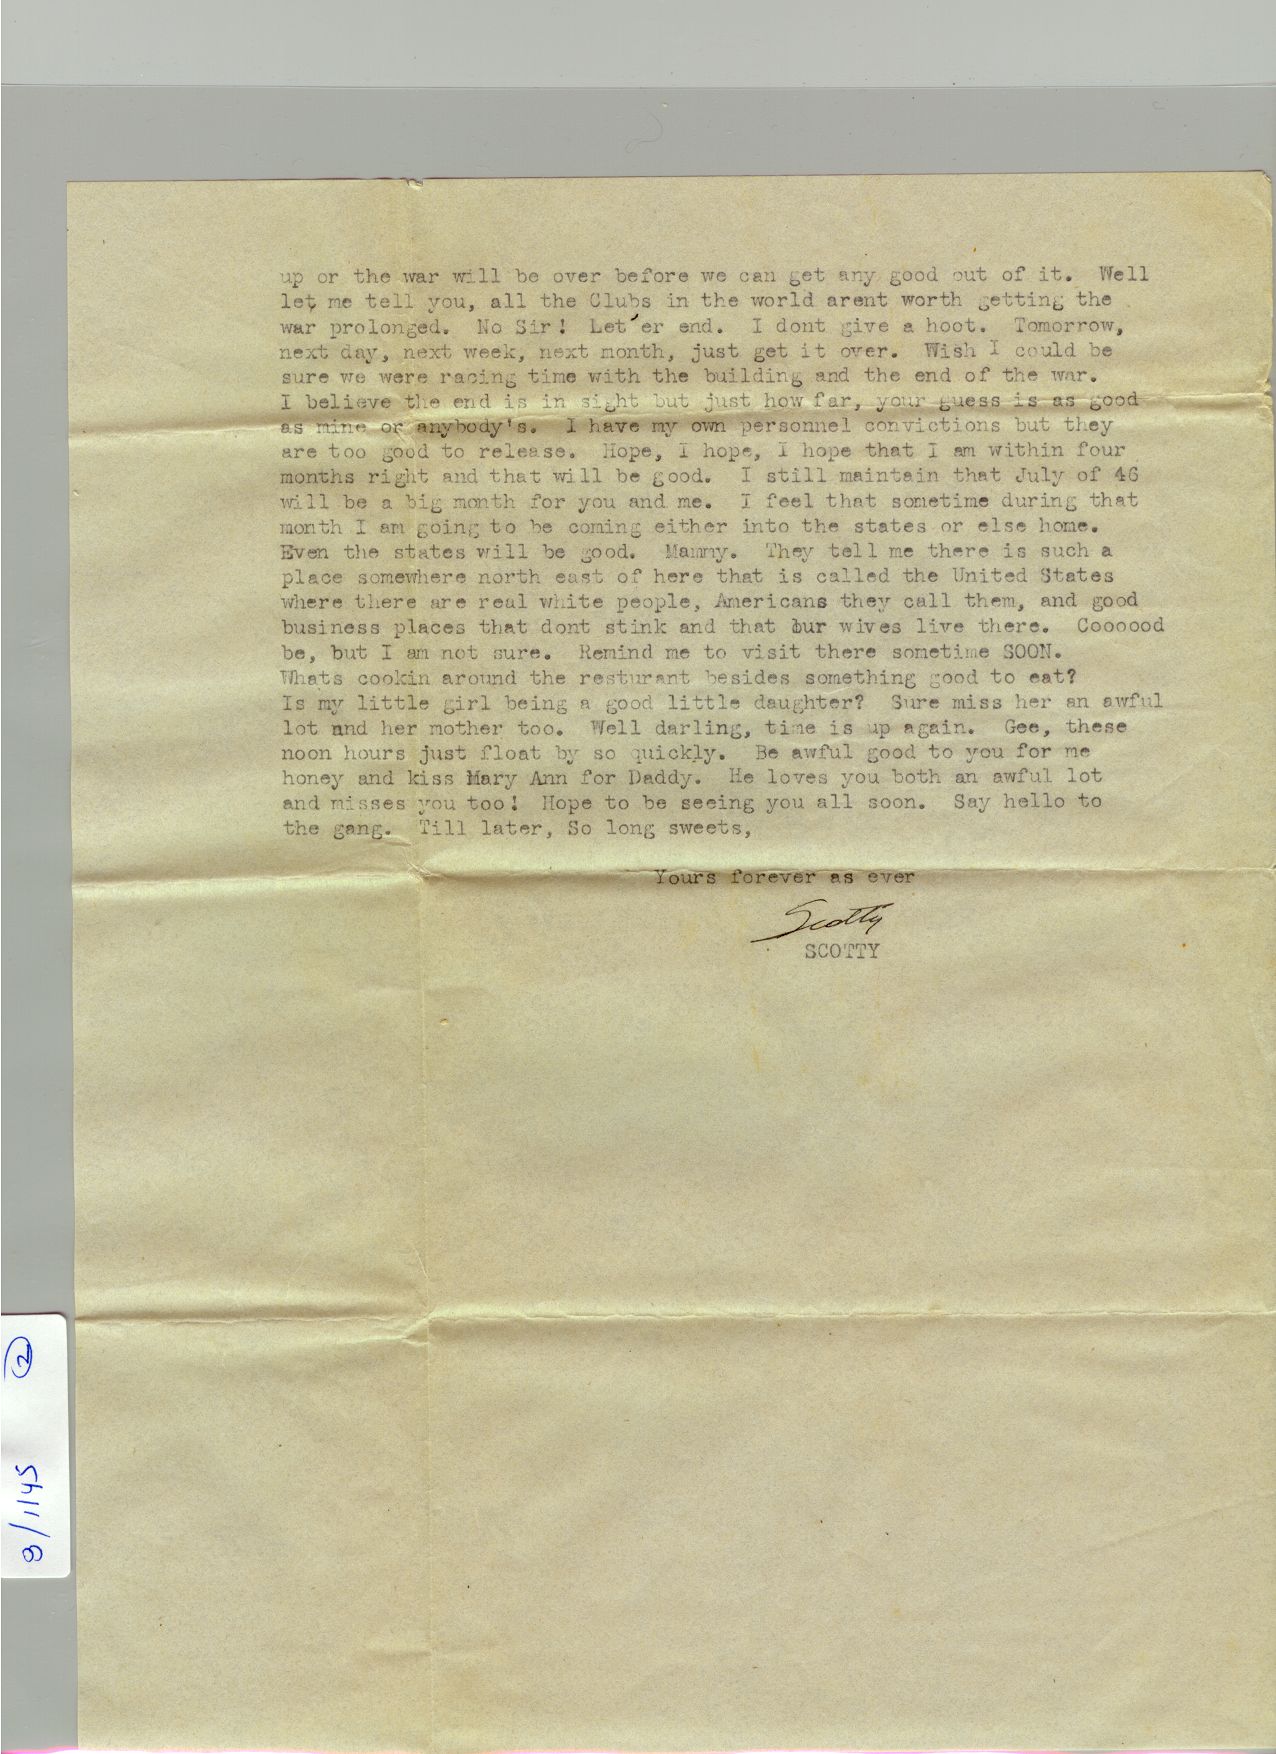 up or the war will be over before we can get any good out of it.  Well
let me tell you, all the Clubs in the world arent worth getting the
war prolonged.  No Sir! Let'er end.  I dont give a hoot.  Tomorrow,
next day, next week, next month, just get it over.  Wish I could be
sure we were racing time with the building and the end of the war.
I believe the end is in sight but just how far, your guess is as good
as mine or anybody's.  I have my own personnel convictions but they
are too good to release.  Hope, I hope, I hope that I am within four
months right and that will be good.  I still maintain that July of 46
will be a big month for you and me.  I feel that sometime during that
month I am going to be coming either into the states or else home.
Even the states will be good.  Mammy.  They tell me there is such a
place somewhere north east of here that is called the United States
where there are real white people, Americans they call them, and good
business places that dont stink and that our wives live there.  Coooood
be, but I am not sure.  Remind me to visit there sometime SOON.
Whats cookin around the resturant besides something good to eat?
Is my little girl being a good little daughter?  Sure miss her an awful
lot and her mother too.  Well darling, time is up again.  Gee, these
noon hours just float by so quickly.  Be awful good to you for me
honey and kiss Mary Ann for Daddy.  He loves you both an awful lot
and misses you too!  Hope to be seeing you all soon.  Say hello to
the gang.  Till later, So long sweets,
Yours forever as ever
Scotty
SCOTTY
9/1/45 2